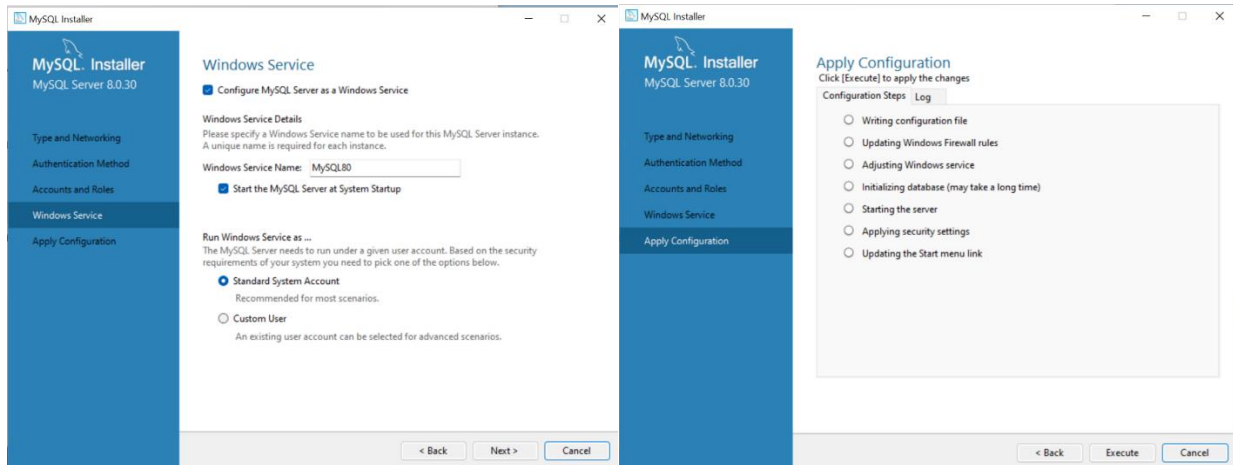 MySQL Installer
MySQL. Installer
MySQL Server 8.0.30
Type and Networking
Authentication Method
Accounts and Roles
Windows Service
Apply Configuration
Windows Service
Configure MySQL Server as a Windows Service
Windows Service Details
Please specify a Windows Service name to be used for this MySQL Server instance.
A unique name is required for each instance.
Windows Service Name: MySQL80
Start the MySQL Server at System Startup
Run Windows Service as ...
The MySQL Server needs to run under a given user account. Based on the security
requirements of your system you need to pick one of the options below.
Standard System Account
Recommended for most scenarios.
Custom User
An existing user account can be selected for advanced scenarios.
< Back Next > Cancel
MySQL Installer
MySQL. Installer
MySQL Server 8.0.30
Type and Networking
Authentication Method
Accounts and Roles
Windows Service
Apply Configuration
Apply Configuration
Click [Execute] to apply the changes
Configuration Steps Log
Writing configuration file
Updating Windows Firewall rules
Adjusting Windows service
Initializing database (may take a long time)
Starting the server
Applying security settings
Updating the Start menu link
< Back Execute Cancel